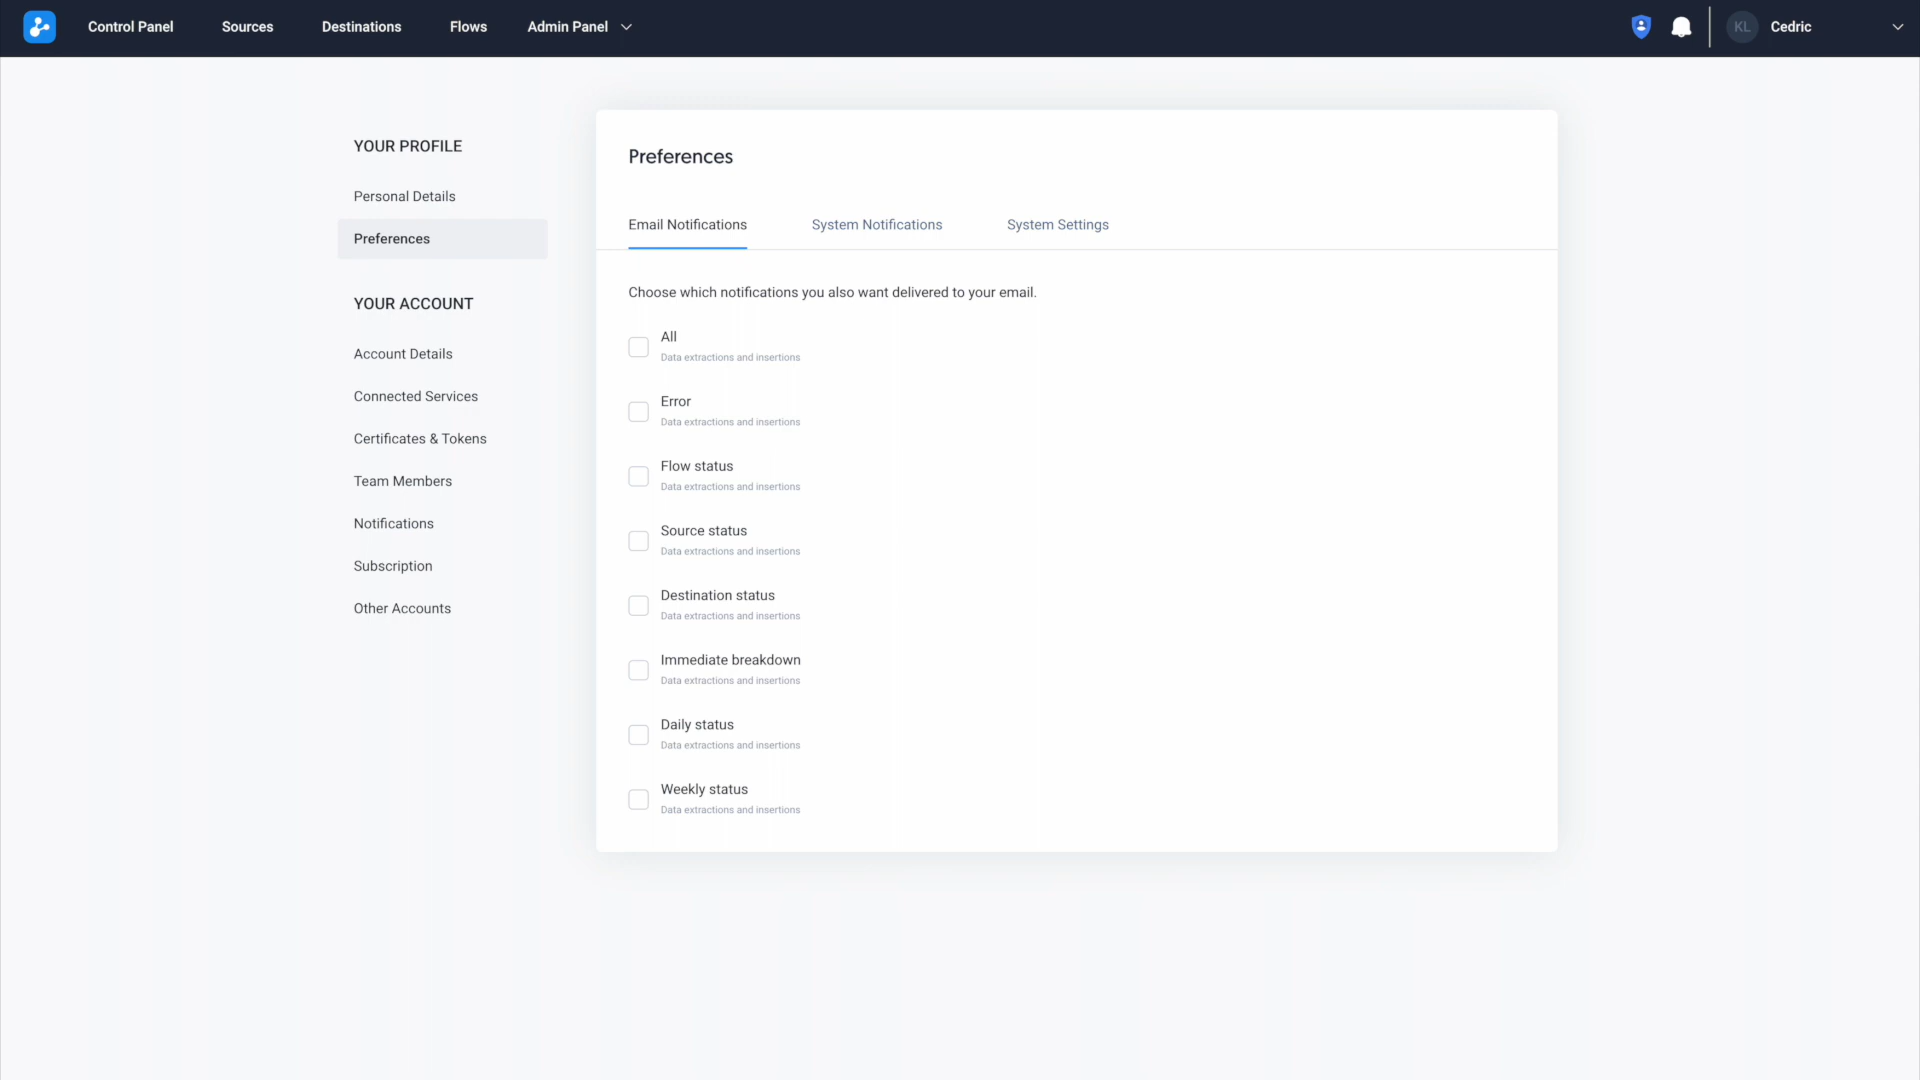 Control Panel
Sources
Destinations
Flows
Admin Panel
KL
Cedric
YOUR PROFILE
Personal Details
Preferences
YOUR ACCOUNT
Account Details
Connected Services
Certificates & Tokens
Team Members
Notifications
Subscription
Other Accounts
Preferences
Email Notifications
System Notifications
System Settings
Choose which notifications you also want delivered to your email.
All
Data extractions and insertions
Error
Data extractions and insertions
Flow status
Data extractions and insertions
Source status
Data extractions and insertions
Destination status
Data extractions and insertions
Immediate breakdown
Data extractions and insertions
Daily status
Data extractions and insertions
Weekly status
Data extractions and insertions